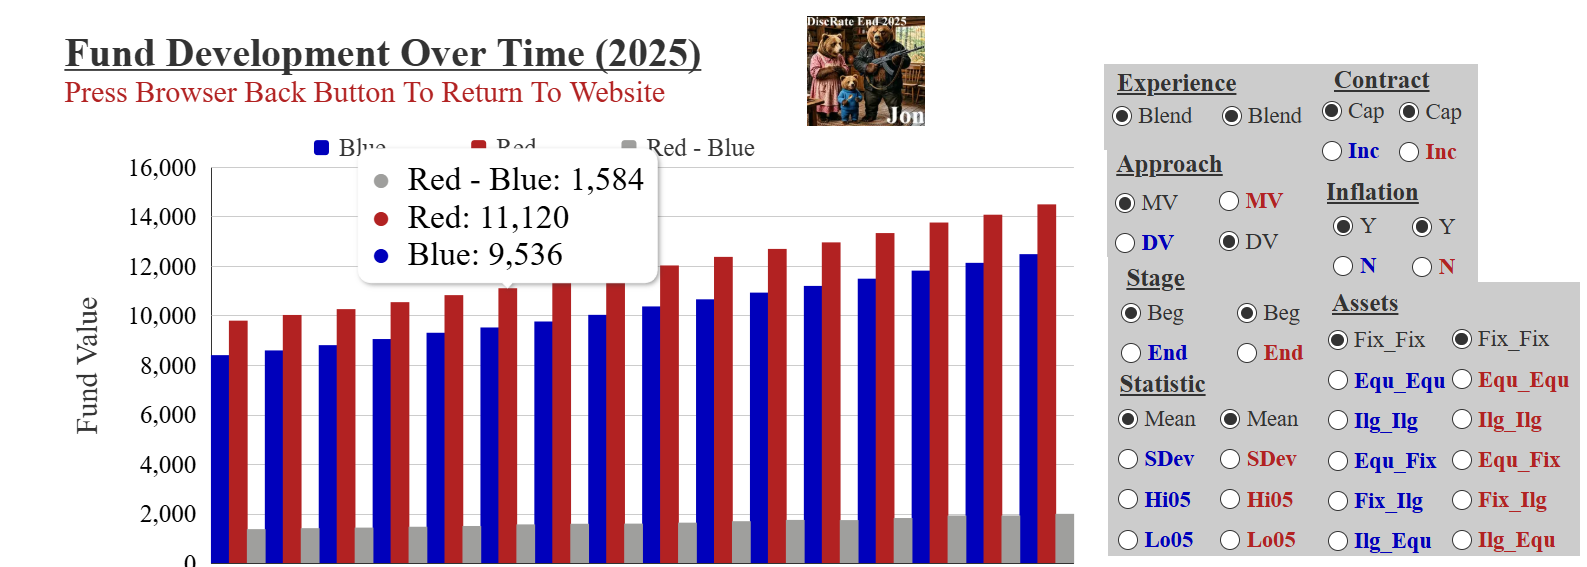 DiscRate End 2025
Fund Development Over Time (2025)
Press Browser Back Button To Return To Website
Jon
Blue Red Red - Blue
Red - Blue: 1,584
Red: 11,120
Blue: 9,536
16,000
14,000
12,000
10,000
8,000
6,000
4,000
2,000
0
Fund Value
Experience
Blend Blend
Approach
MV MV
DV DV
Stage
Beg Beg
End End
Statistic
Mean Mean
SDev SDev
Hi05 Hi05
Lo05 Lo05
Contract
Cap Cap
Inc Inc
Inflation
Y Y
N N
Assets
Fix_Fix Fix_Fix
Equ_Equ Equ_Equ
Ilg_Ilg Ilg_Ilg
Equ_Fix Equ_Fix
Fix_Ilg Fix_Ilg
Ilg_Equ Ilg_Equ